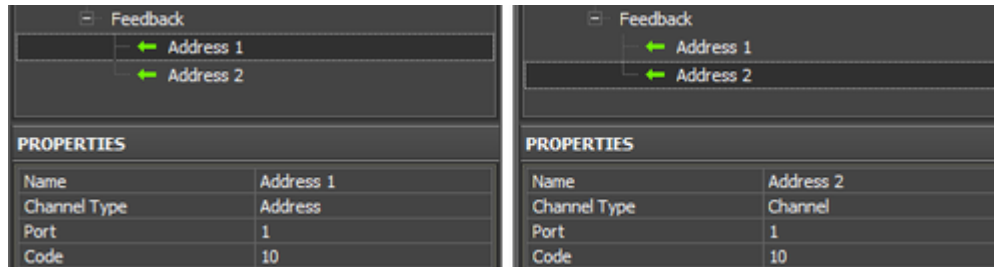 Feedback
Address 1
Address 2
PROPERTIES
Name Address 1
Channel Type Address
Port 1
Code 10
Feedback
Address 1
Address 2
PROPERTIES
Name Address 2
Channel Type Channel
Port 1
Code 10